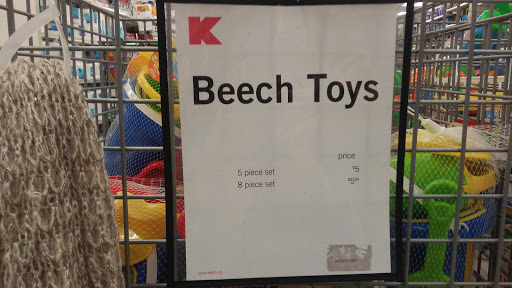 K
Beech Toys
price
5 piece set $5
8 piece set